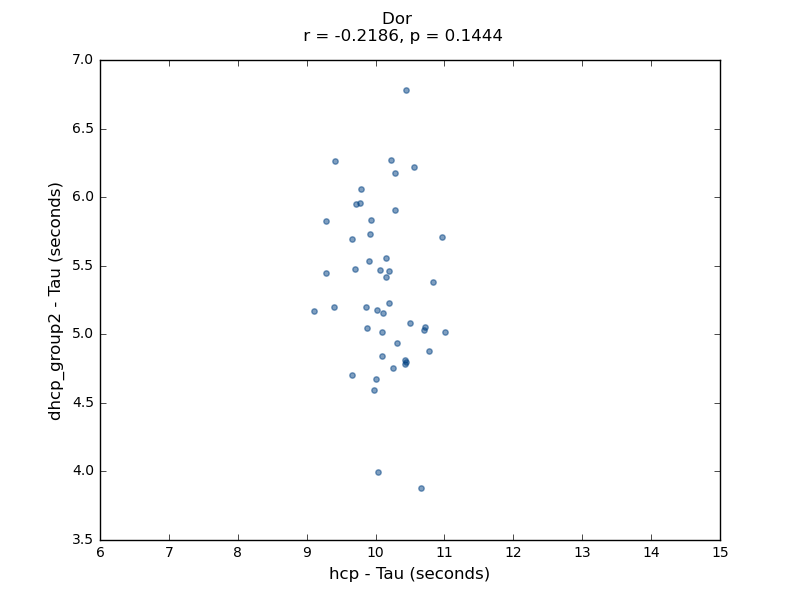 Dor
r = -0.2186, p = 0.1444
7.0
6.5
6.0
5.5
5.0
4.5
4.0
3.5
dhcp_group2 - Tau (seconds)
6 7 8 9 10 11 12 13 14 15
hcp - Tau (seconds)